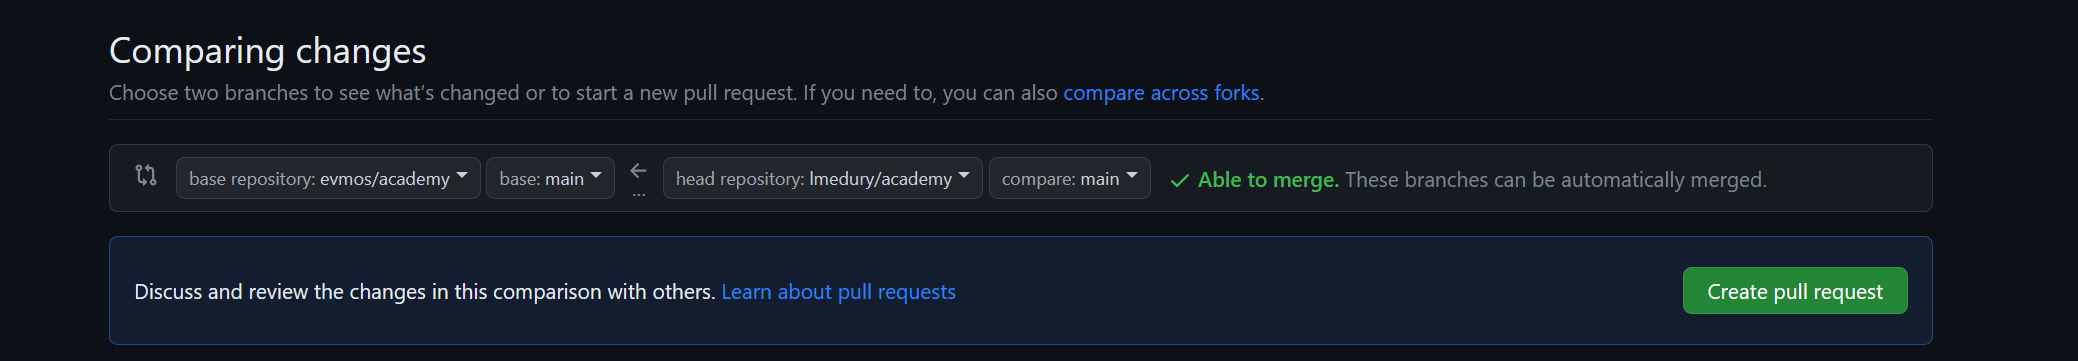 Comparing changes
Choose two branches to see what’s changed or to start a new pull request. If you need to, you can also compare across forks.
base repository: evmos/academy base: main ... head repository: lmedury/academy compare: main Able to merge. These branches can be automatically merged.
Discuss and review the changes in this comparison with others. Learn about pull requests Create pull request